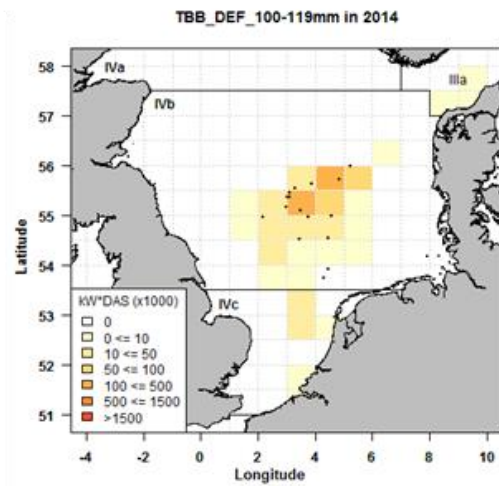 TBB_DEF_100-119mm in 2014
IVa
IIIa
IVb
IVc
58
57
56
55
54
53
52
51
Latitude
kW*DAS (x1000)
0
0 <= 10
10 <= 50
50 <= 100
100 <= 500
500 <= 1500
>1500
-4 -2 0 2 4 6 8 10
Longitude